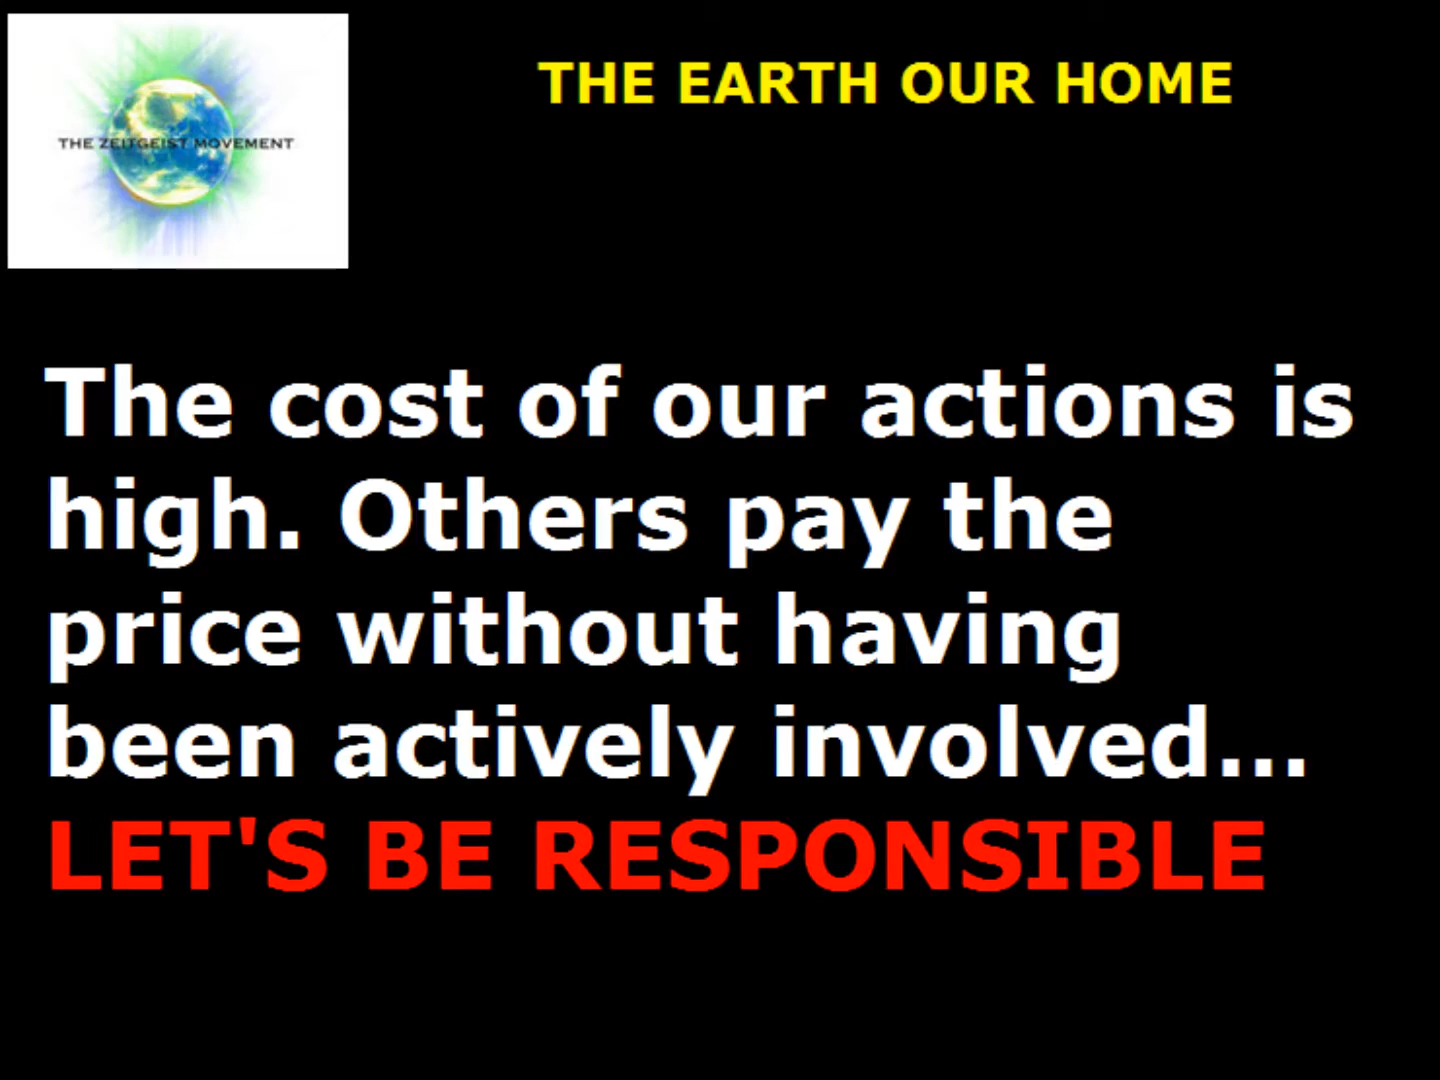 THE ZEITGEIST MOVEMENT
THE EARTH OUR HOME
The cost of our actions is
high. Others pay the
price without having
been actively involved...
LET'S BE RESPONSIBLE